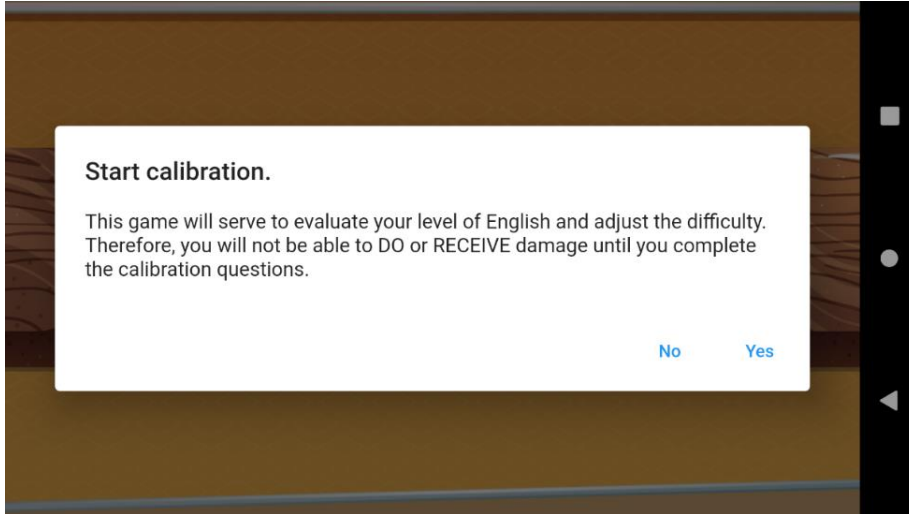 Start calibration.
This game will serve to evaluate your level of English and adjust the difficulty.
Therefore, you will not be able to DO or RECEIVE damage until you complete
the calibration questions.
No Yes